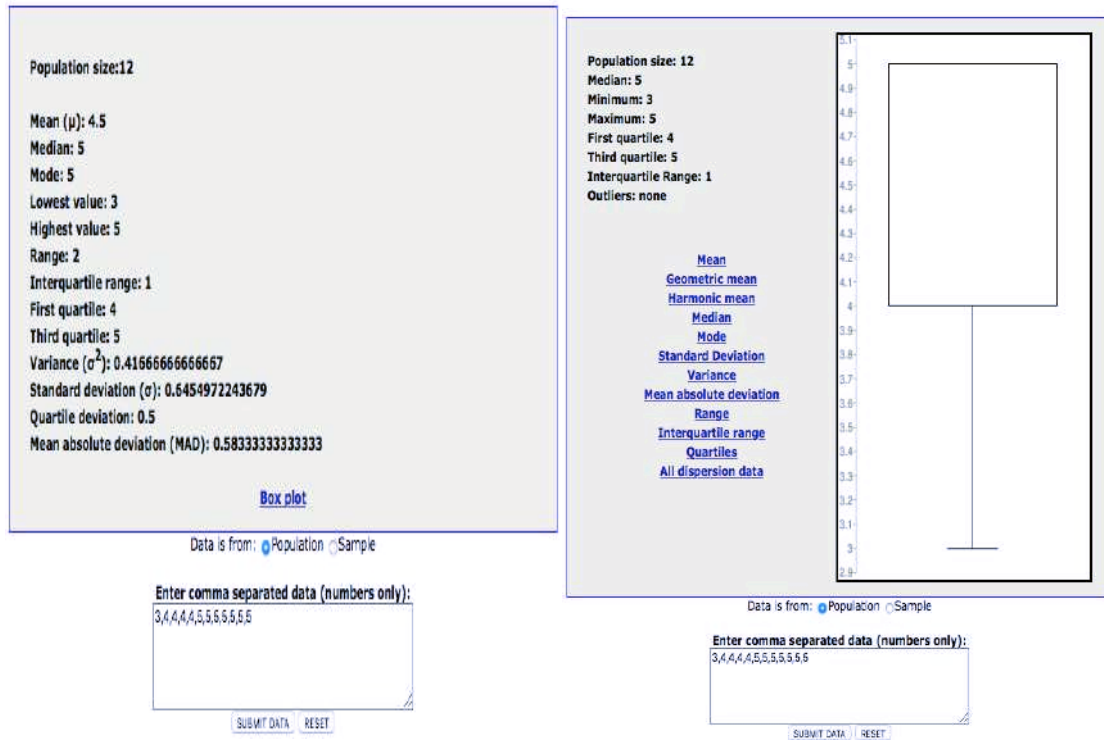 Population size:12
Mean (μ): 4.5
Median: 5
Mode: 5
Lowest value: 3
Highest value: 5
Range: 2
Interquartile range: 1
First quartile: 4
Third quartile: 5
Variance (σ²): 0.41666666666667
Standard deviation (σ): 0.6454972243679
Quartile deviation: 0.5
Mean absolute deviation (MAD): 0.58333333333333
Box plot
Data is from: Population Sample
Enter comma separated data (numbers only):
3,4,4,4,4,5,5,5,5,5,5,5
SUBMIT DATA RESET
Population size: 12
Median: 5
Minimum: 3
Maximum: 5
First quartile: 4
Third quartile: 5
Interquartile Range: 1
Outliers: none
Mean
Geometric mean
Harmonic mean
Median
Mode
Standard Deviation
Variance
Mean absolute deviation
Range
Interquartile range
Quartiles
All dispersion data
5.1
5
4.9
4.8
4.7
4.6
4.5
4.4
4.3
4.2
4.1
4
3.9
3.8
3.7
3.6
3.5
3.4
3.3
3.2
3.1
3
2.9
Data is from: Population Sample
Enter comma separated data (numbers only):
3,4,4,4,4,5,5,5,5,5,5,5
SUBMIT DATA RESET